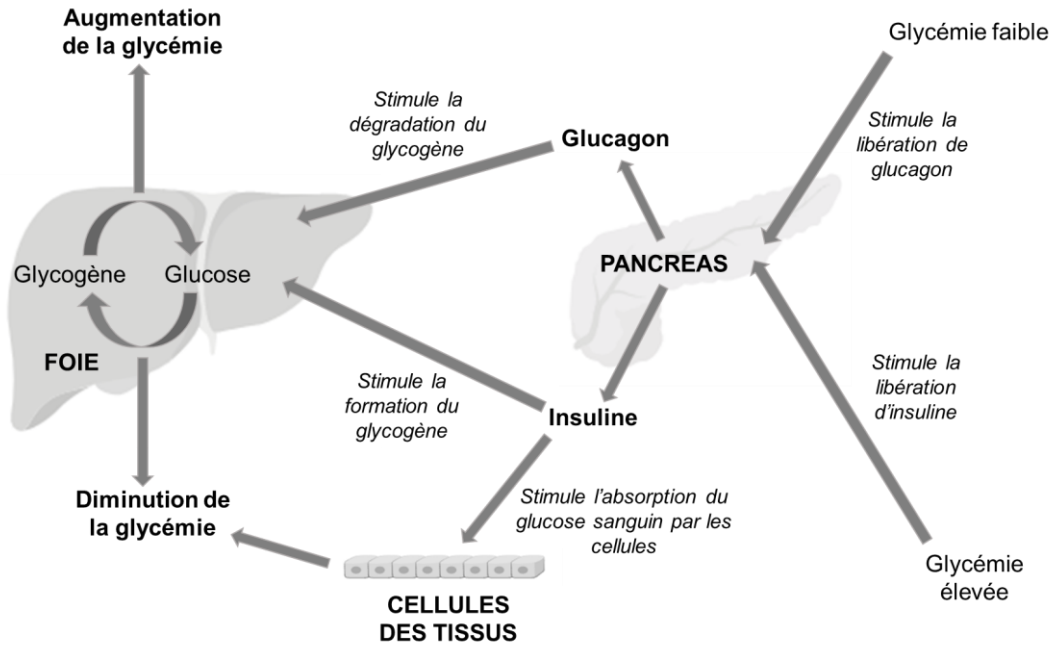 Augmentation
de la glycémie
Glycémie faible
Stimule la
dégradation du
glycogène
Glucagon
Stimule la
libération de
glucagon
Glycogène
Glucose
PANCREAS
FOIE
Stimule la
formation du
glycogène
Insuline
Stimule la
libération
d’insuline
Diminution de
la glycémie
Stimule l’absorption du
glucose sanguin par les
cellules
Glycémie
élevée
CELLULES
DES TISSUS